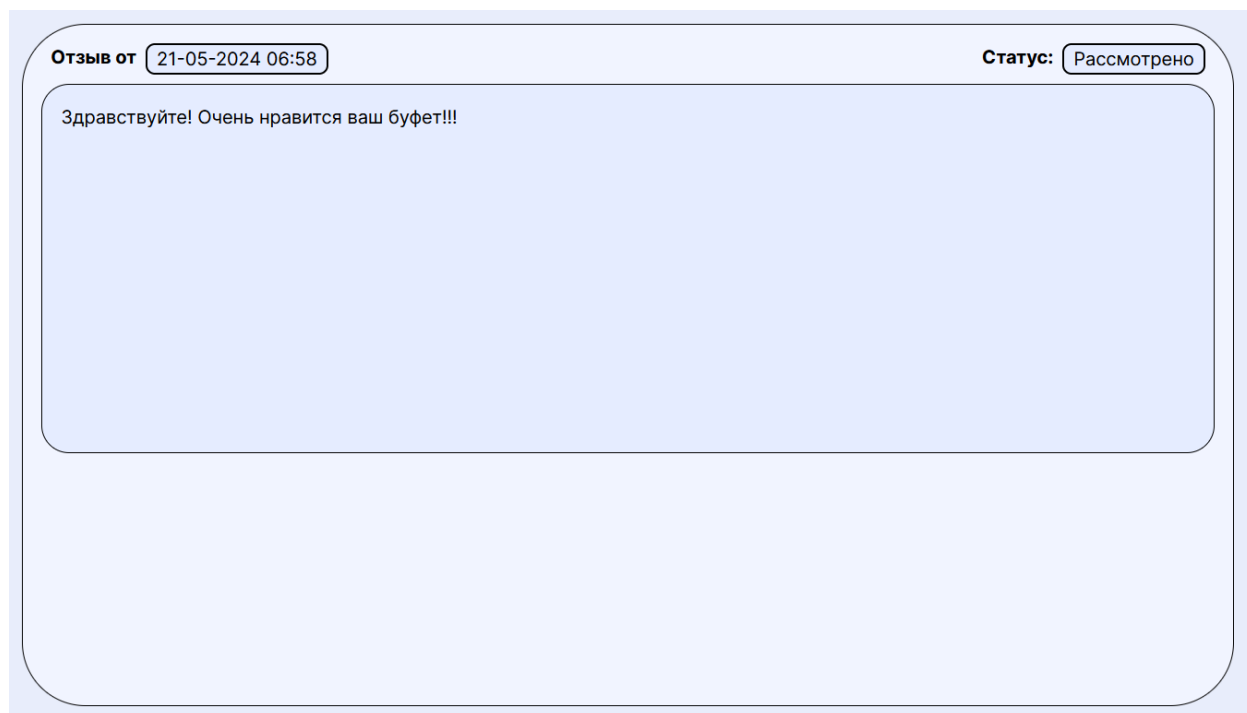 Отзыв от 21-05-2024 06:58 Статус: Рассмотрено
Здравствуйте! Очень нравится ваш буфет!!!